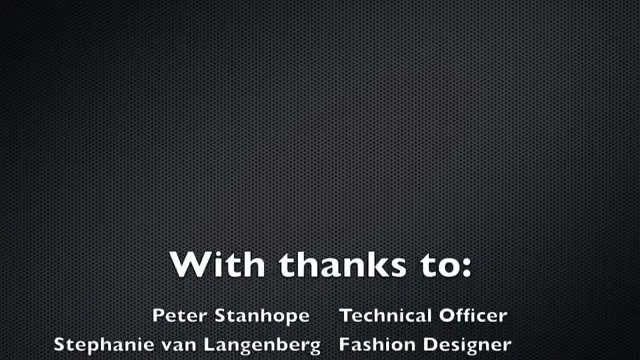 With thanks to:
Peter Stanhope Technical Officer
Stephanie van Langenberg Fashion Designer